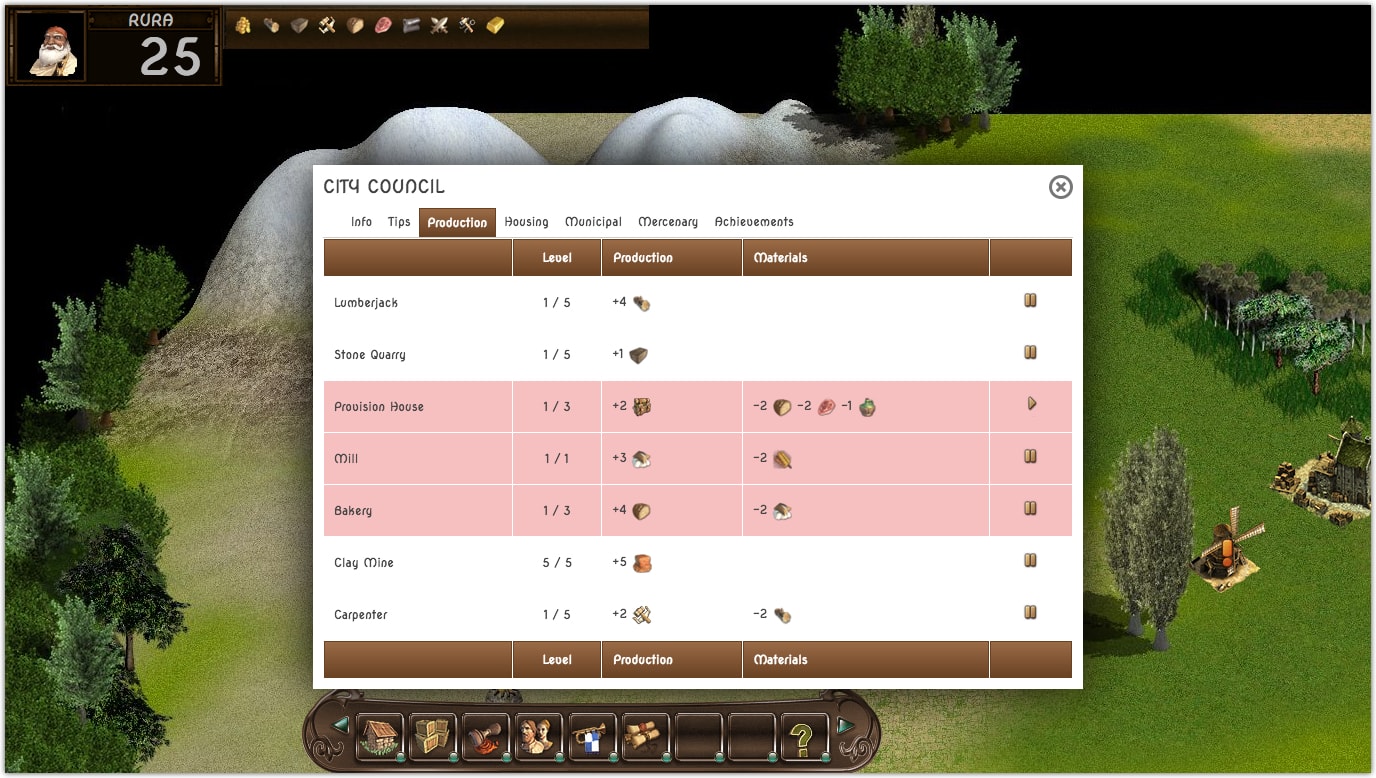 RURA
25
CITY COUNCIL
Info Tips Production Housing Municipal Mercenary Achievements
Level Production Materials
Lumberjack 1 / 5 +4
Stone Quarry 1 / 5 +1
Provision House 1 / 3 +2 -2 -2 -1
Mill 1 / 1 +3 -2
Bakery 1 / 3 +4 -2
Clay Mine 5 / 5 +5
Carpenter 1 / 5 +2 -2
Level Production Materials
?